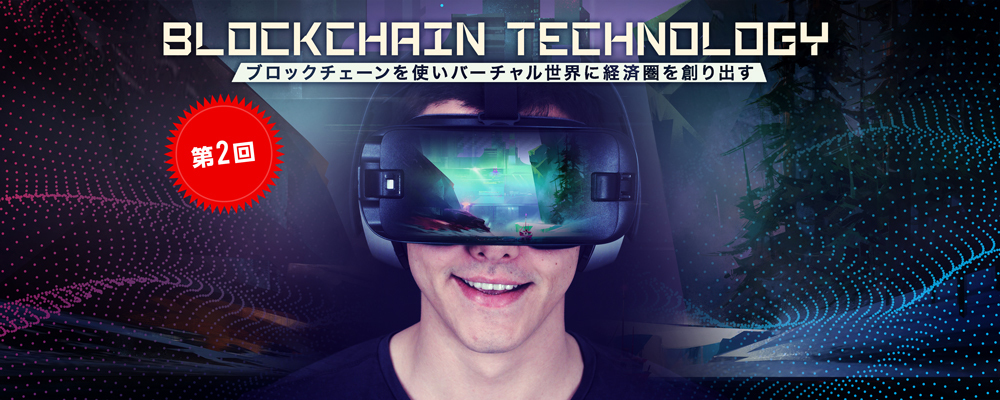 BLOCKCHAIN TECHNOLOGY
ブロックチェーンを使いバーチャル世界に経済圏を創り出す
第2回